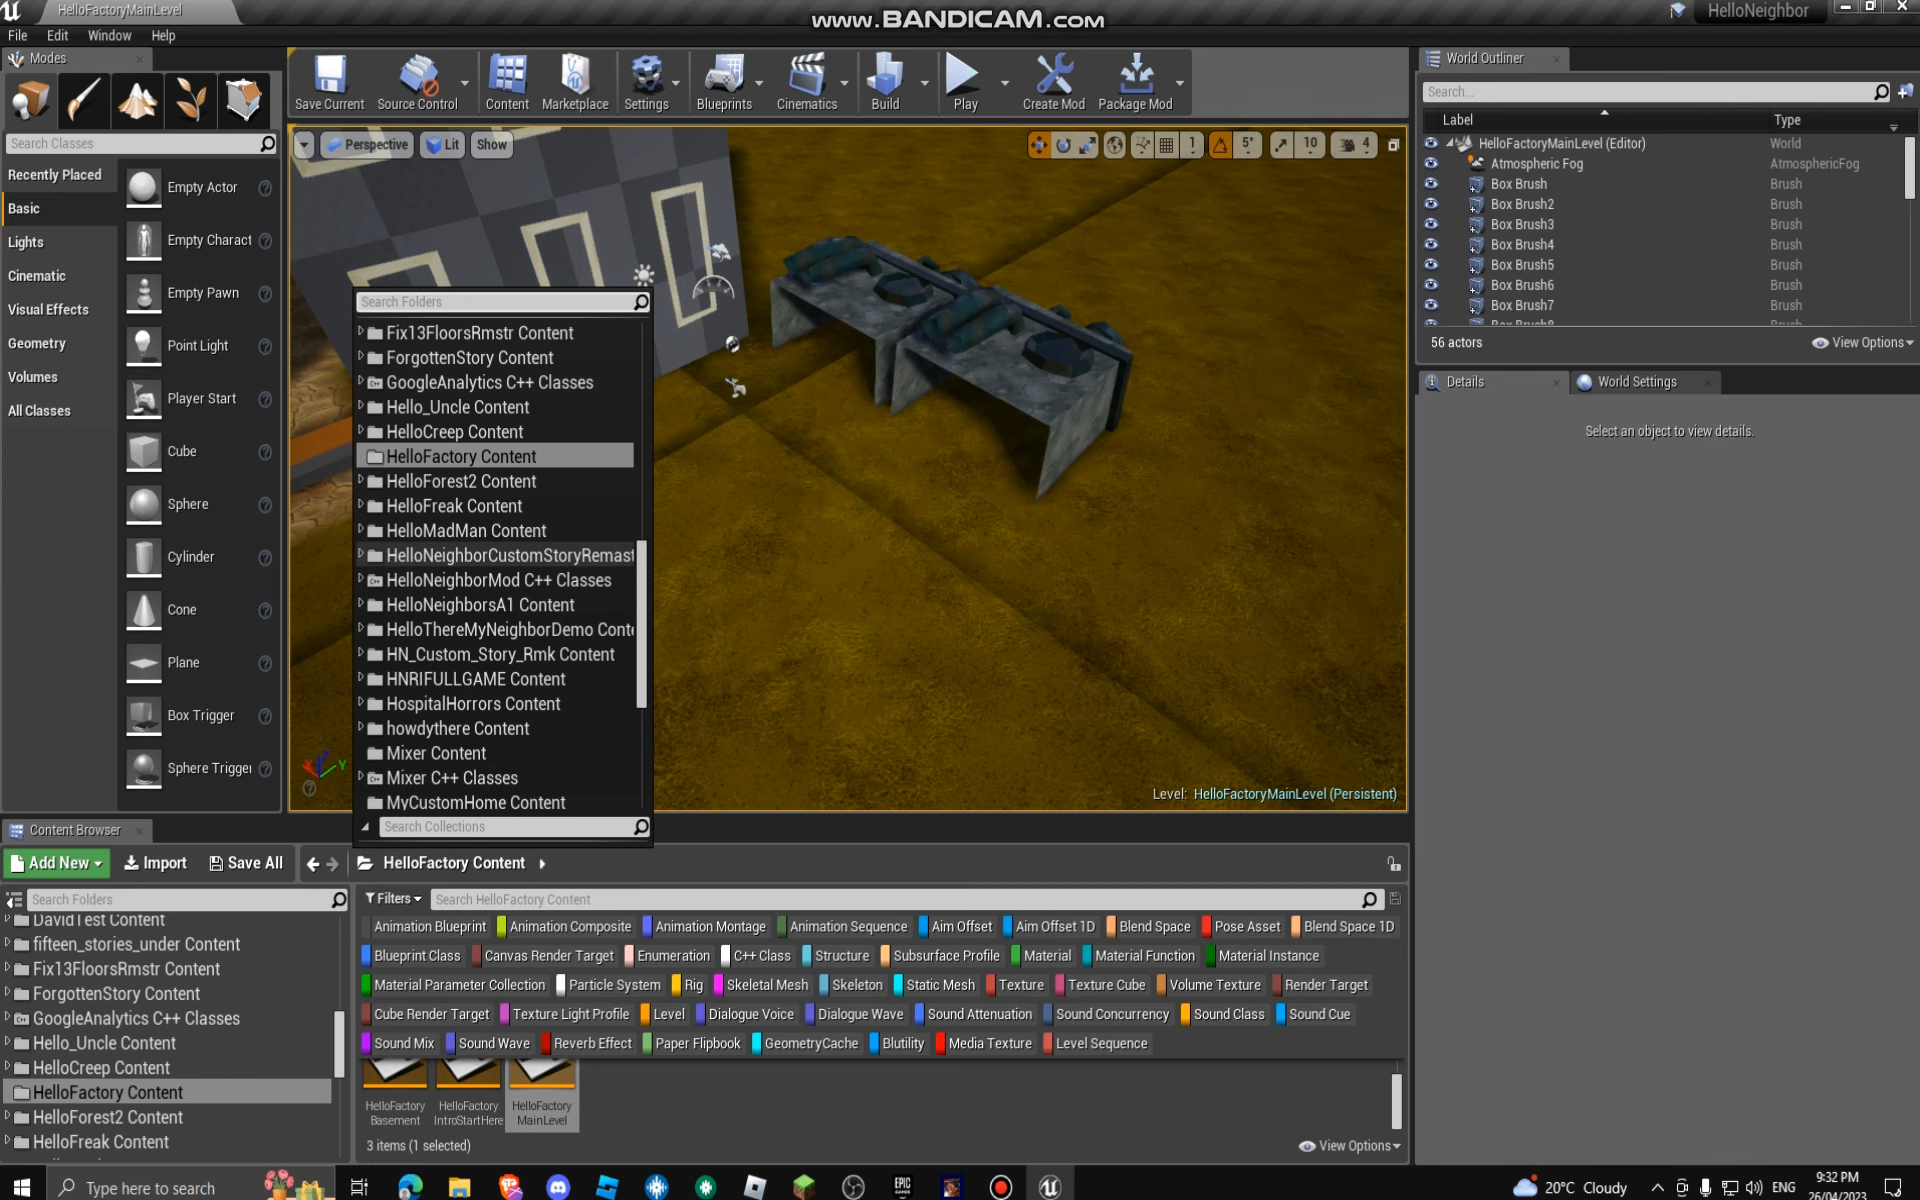 HelloFactoryMainLevel
www.BANDICAM.com
HelloNeighbor
File Edit Window Help
Modes
Save Current Source Control Content Marketplace Settings Blueprints Cinematics Build Play Create Mod Package Mod
Search Classes
Recently Placed
Basic
Lights
Cinematic
Visual Effects
Geometry
Volumes
All Classes
Empty Actor
Empty Charact
Empty Pawn
Point Light
Player Start
Cube
Sphere
Cylinder
Cone
Plane
Box Trigger
Sphere Trigger
Perspective Lit Show
1 5° 10 4
Search Folders
Fix13FloorsRmstr Content
ForgottenStory Content
GoogleAnalytics C++ Classes
Hello_Uncle Content
HelloCreep Content
HelloFactory Content
HelloForest2 Content
HelloFreak Content
HelloMadMan Content
HelloNeighborCustomStoryRemast
HelloNeighborMod C++ Classes
HelloNeighborsA1 Content
HelloThereMyNeighborDemo Conte
HN_Custom_Story_Rmk Content
HNRIFULLGAME Content
HospitalHorrors Content
howdythere Content
Mixer Content
Mixer C++ Classes
MyCustomHome Content
Search Collections
Level: HelloFactoryMainLevel (Persistent)
World Outliner
Search...
Label Type
HelloFactoryMainLevel (Editor) World
Atmospheric Fog AtmosphericFog
Box Brush Brush
Box Brush2 Brush
Box Brush3 Brush
Box Brush4 Brush
Box Brush5 Brush
Box Brush6 Brush
Box Brush7 Brush
Box Brush8 Brush
56 actors View Options
Details World Settings
Select an object to view details.
Content Browser
Add New Import Save All HelloFactory Content
Search Folders
DavidTest Content
fifteen_stories_under Content
Fix13FloorsRmstr Content
ForgottenStory Content
GoogleAnalytics C++ Classes
Hello_Uncle Content
HelloCreep Content
HelloFactory Content
HelloForest2 Content
HelloFreak Content
Filters Search HelloFactory Content
Animation Blueprint Animation Composite Animation Montage Animation Sequence Aim Offset Aim Offset 1D Blend Space Pose Asset Blend Space 1D
Blueprint Class Canvas Render Target Enumeration C++ Class Structure Subsurface Profile Material Material Function Material Instance
Material Parameter Collection Particle System Rig Skeletal Mesh Skeleton Static Mesh Texture Texture Cube Volume Texture Render Target
Cube Render Target Texture Light Profile Level Dialogue Voice Dialogue Wave Sound Attenuation Sound Concurrency Sound Class Sound Cue
Sound Mix Sound Wave Reverb Effect Paper Flipbook GeometryCache Blutility Media Texture Level Sequence
HelloFactory Basement
HelloFactory IntroStartHere
HelloFactory MainLevel
3 items (1 selected) View Options
Type here to search
EPIC GAMES
20°C Cloudy ENG
9:32 PM
26/04/2023